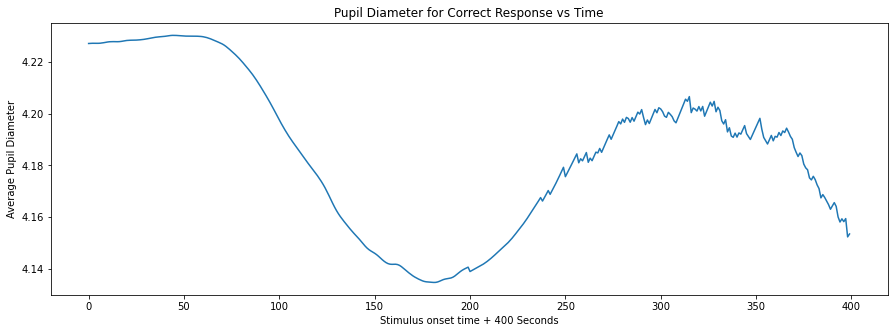 Pupil Diameter for Correct Response vs Time
Average Pupil Diameter
4.22
4.20
4.18
4.16
4.14
0 50 100 150 200 250 300 350 400
Stimulus onset time + 400 Seconds